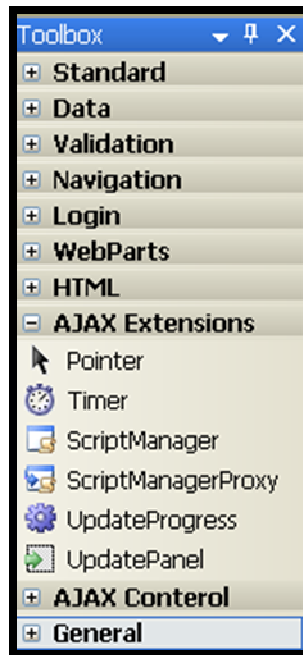 Toolbox
Standard
Data
Validation
Navigation
Login
WebParts
HTML
AJAX Extensions
Pointer
Timer
ScriptManager
ScriptManagerProxy
UpdateProgress
UpdatePanel
AJAX Conterol
General